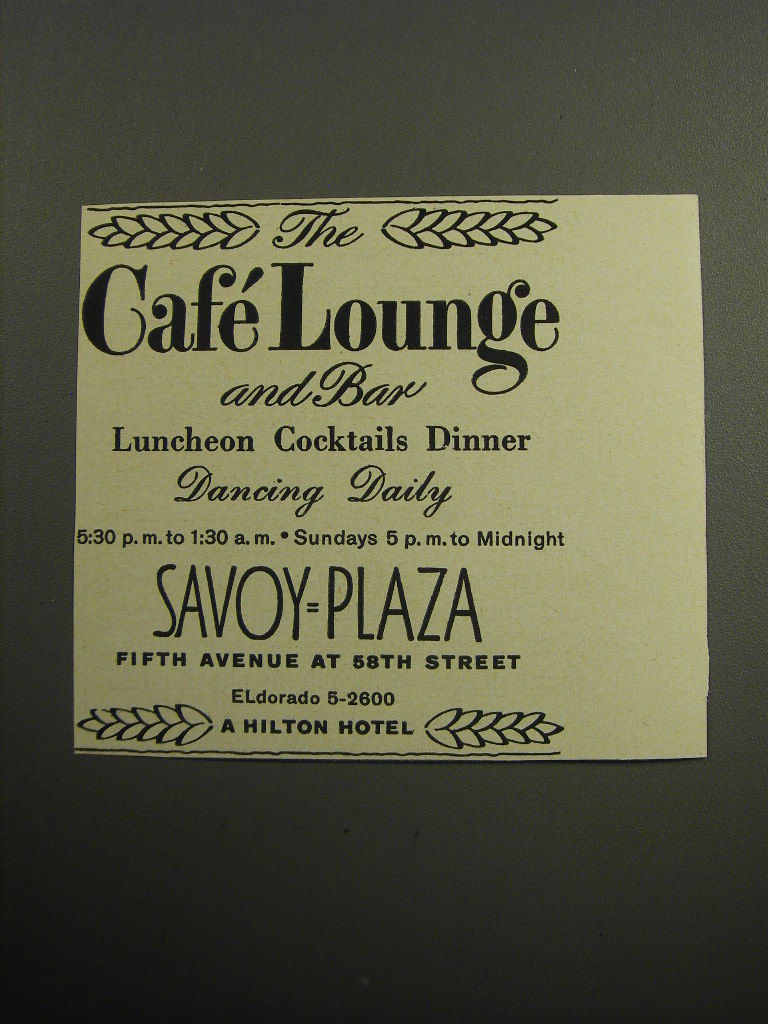 The
Café Lounge
and Bar
Luncheon Cocktails Dinner
Dancing Daily
5:30 p.m. to 1:30 a.m. • Sundays 5 p.m. to Midnight
SAVOY=PLAZA
FIFTH AVENUE AT 58TH STREET
ELdorado 5-2600
A HILTON HOTEL